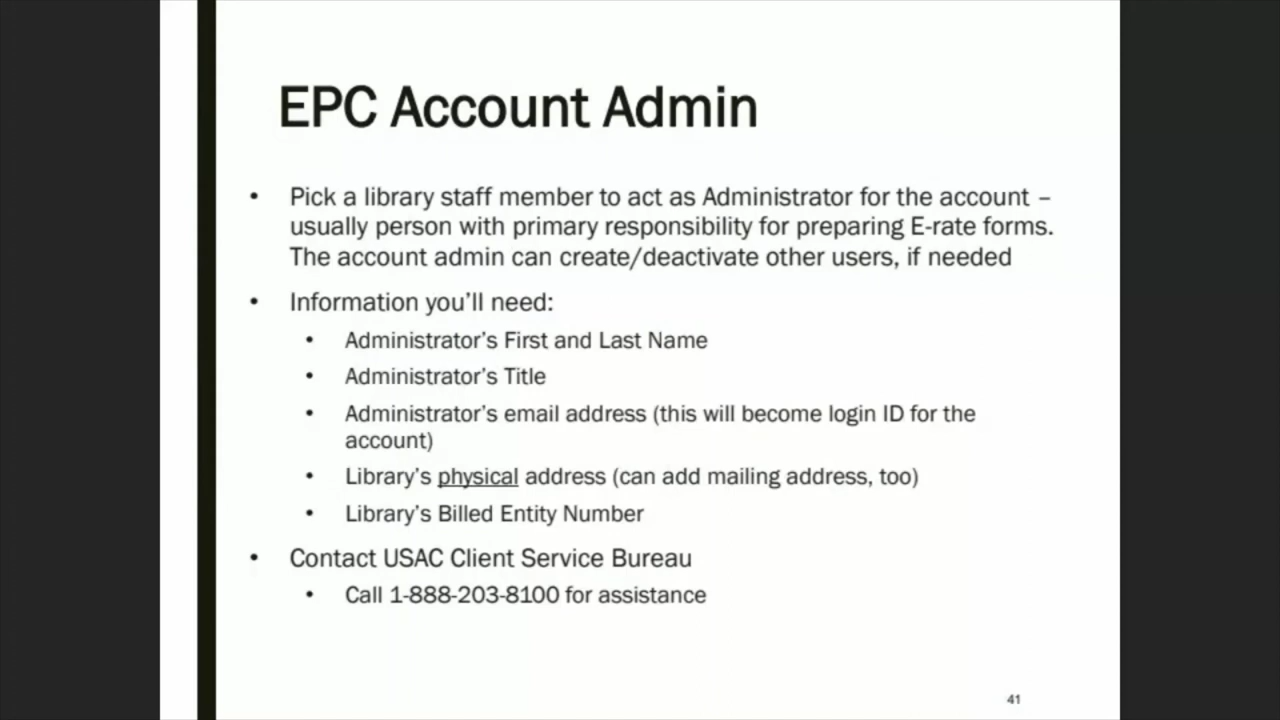 EPC Account Admin
• Pick a library staff member to act as Administrator for the account –
usually person with primary responsibility for preparing E-rate forms.
The account admin can create/deactivate other users, if needed
• Information you’ll need:
• Administrator’s First and Last Name
• Administrator’s Title
• Administrator’s email address (this will become login ID for the
account)
• Library’s physical address (can add mailing address, too)
• Library’s Billed Entity Number
• Contact USAC Client Service Bureau
• Call 1-888-203-8100 for assistance
41